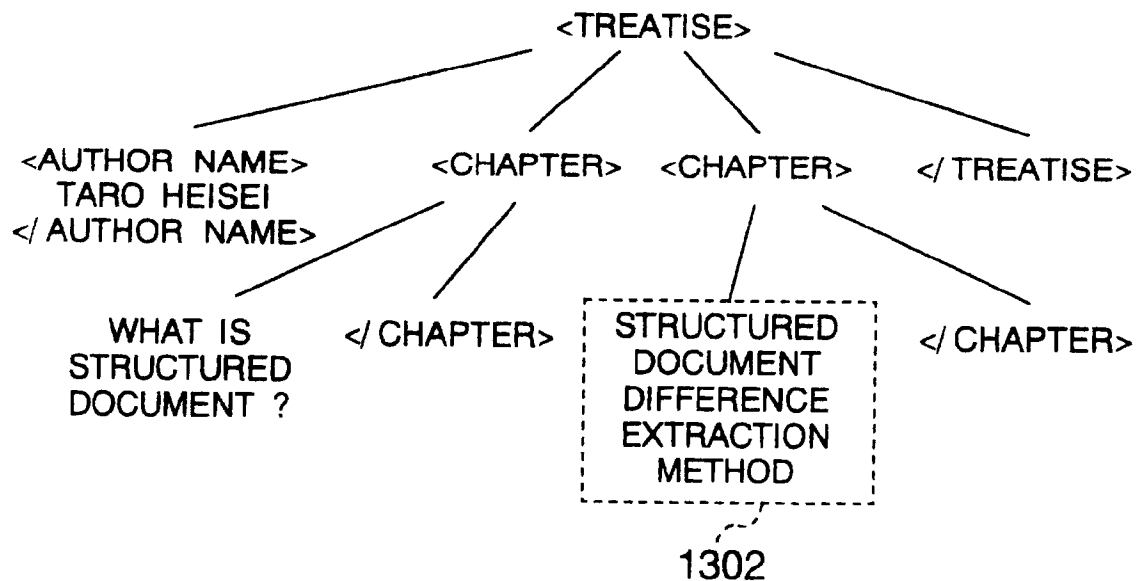 <TREATISE>
<AUTHOR NAME>
TARO HEISEI
</ AUTHOR NAME>
<CHAPTER>
<CHAPTER>
</ TREATISE>
WHAT IS
STRUCTURED
DOCUMENT ?
</ CHAPTER>
STRUCTURED
DOCUMENT
DIFFERENCE
EXTRACTION
METHOD
</ CHAPTER>
1302